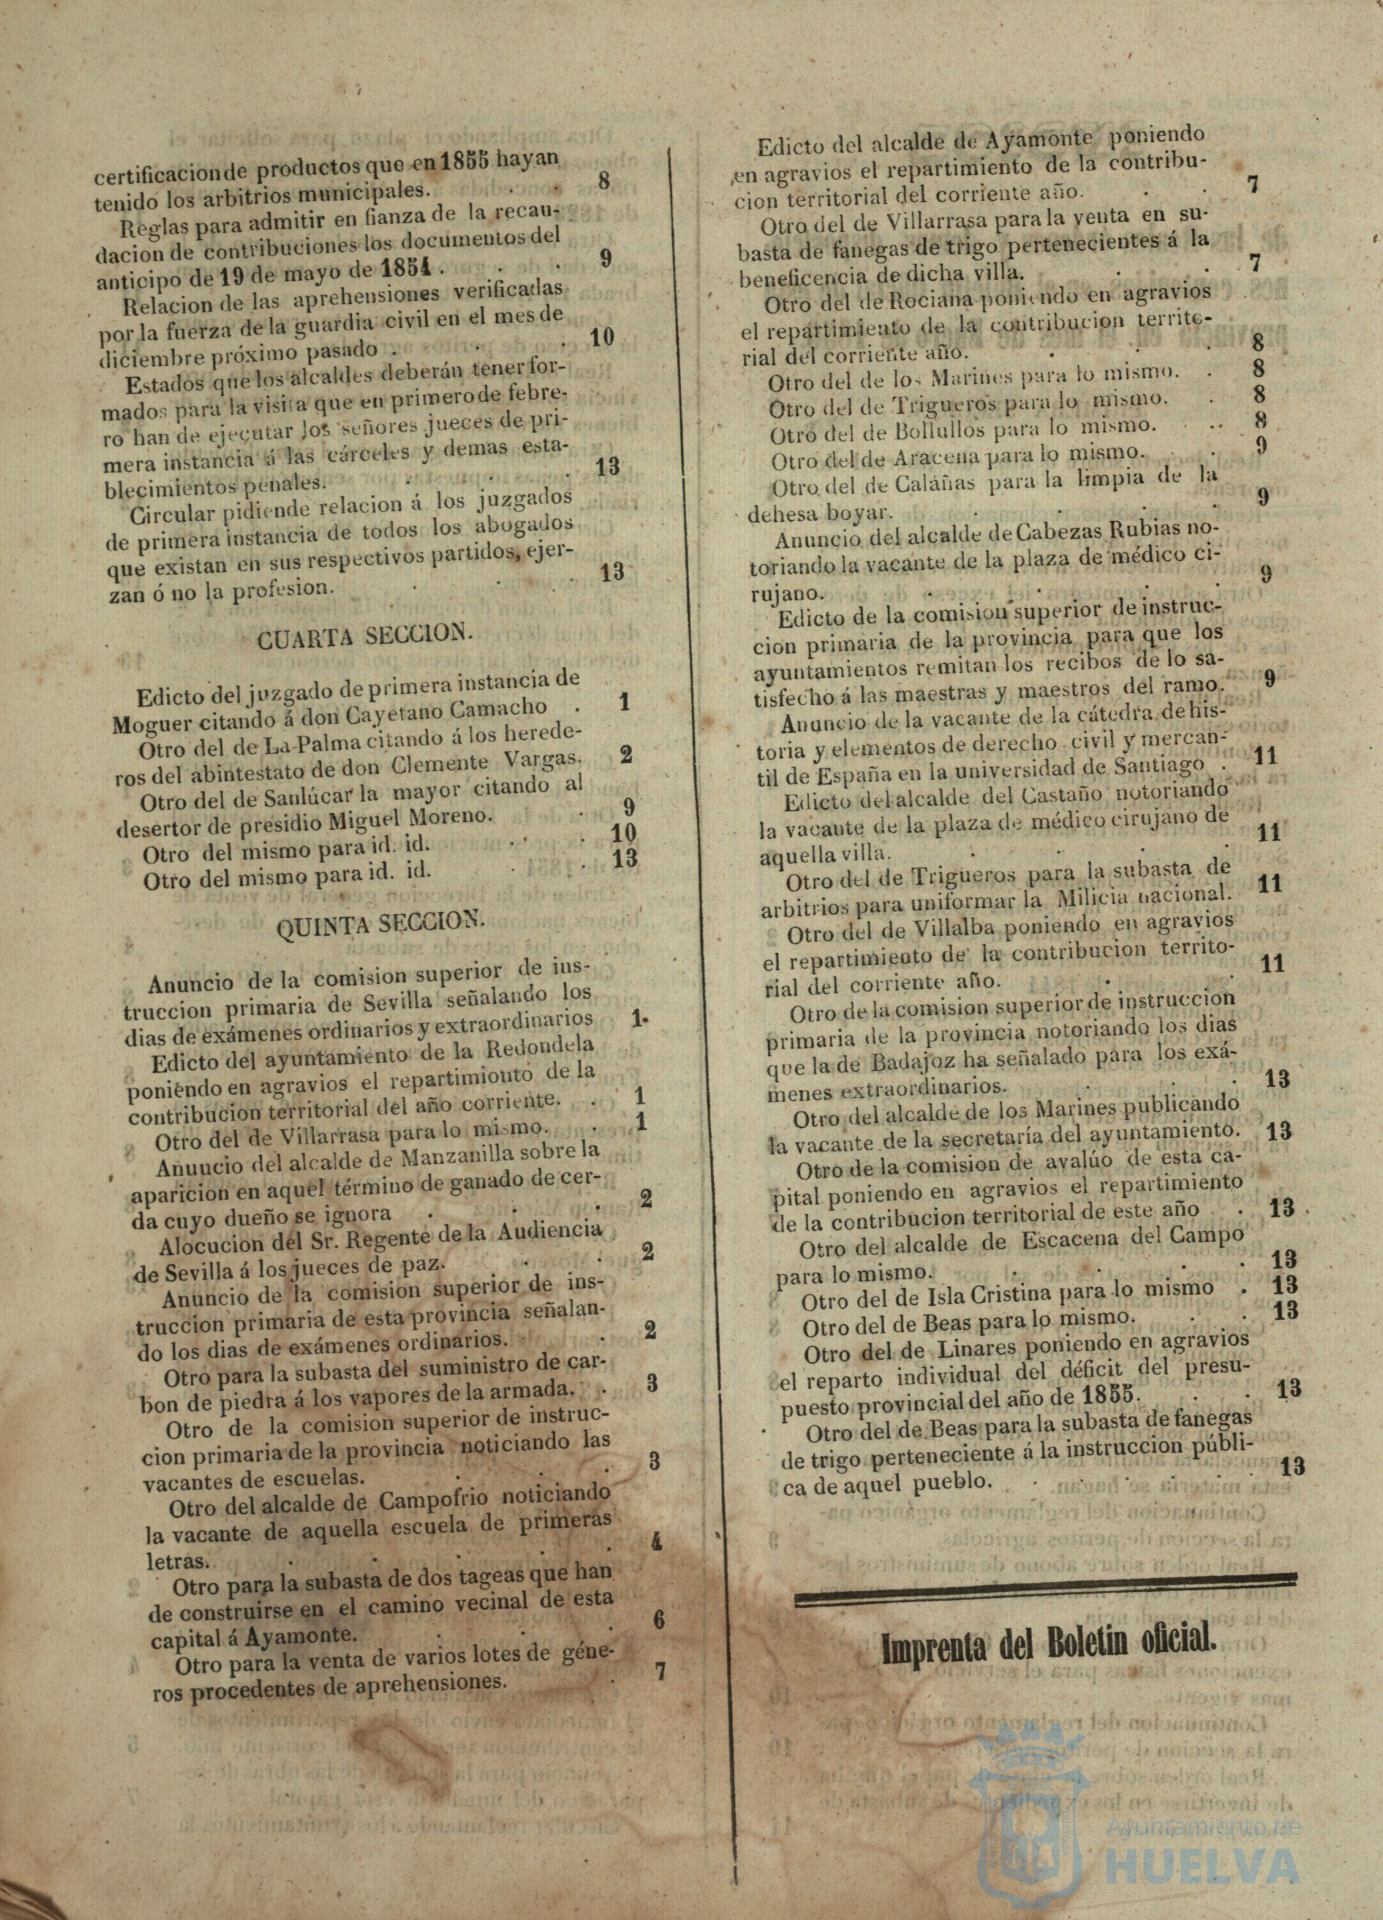 certificacion de productos que en 1855 hayan
tenido los arbitrios municipales. . . 8
Reglas para admitir en fianza de la recau-
dacion de contribuciones los documentos del
anticipo de 19 de mayo de 1854 . . . 9
Relacion de las aprehensiones verificadas
por la fuerza de la guardia civil en el mes de
diciembre próximo pasado . . . 10
Estados que los alcaldes deberán tener for-
mados para la visita que en primero de febre-
ro han de ejecutar los señores jueces de pri-
mera instancia á las cárceles y demas esta-
blecimientos penales. . . . 13
Circular pidiende relacion á los juzgados
de primera instancia de todos los abogados
que existan en sus respectivos partidos, ejer-
zan ó no la profesion. . . . 13
CUARTA SECCION.
Edicto del juzgado de primera instancia de
Moguer citando á don Cayetano Camacho . 1
Otro del de La Palma citando á los herede-
ros del abintestato de don Clemente Vargas. 2
Otro del de Sanlúcar la mayor citando al
desertor de presidio Miguel Moreno. . 9
Otro del mismo para id. id. . . 10
Otro del mismo para id. id. . . 13
QUINTA SECCION.
Anuncio de la comision superior de ins-
truccion primaria de Sevilla señalando los
dias de exámenes ordinarios y extraordinarios 1
Edicto del ayuntamiento de la Redondela
poniendo en agravios el repartimiouto de la
contribucion territorial del año corriente. . 1
Otro del de Villarrasa para lo mismo. . 1
Anuucio del alcalde de Manzanilla sobre la
aparicion en aquel término de ganado de cer-
da cuyo dueño se ignora . . . 2
Alocucion del Sr. Regente de la Audiencia
de Sevilla á los jueces de paz. . . . 2
Anuncio de la comision superior de ins-
truccion primaria de esta provincia señalan-
do los dias de exámenes ordinarios. . 2
Otro para la subasta del suministro de car-
bon de piedra á los vapores de la armada. . 3
Otro de la comision superior de instruc-
cion primaria de la provincia noticiando las
vacantes de escuelas. . . . 3
Otro del alcalde de Campofrio noticiando
la vacante de aquella escuela de primeras
letras. . . . . 4
Otro para la subasta de dos tageas que han
de construirse en el camino vecinal de esta
capital á Ayamonte. . . . 6
Otro para la venta de varios lotes de géne-
ros procedentes de aprehensiones. . 7
Edicto del alcalde de Ayamonte poniendo
en agravios el repartimiento de la contribu-
cion territorial del corriente año. . . 7
Otro del de Villarrasa para la venta en su-
basta de fanegas de trigo pertenecientes á la
beneficencia de dicha villa. . . 7
Otro del de Rociana poniendo en agravios
el repartimiento de la contribucion territo-
rial del corriente año. . . . 8
Otro del de los Marines para lo mismo. . 8
Otro del de Trigueros para lo mismo. . 8
Otro del de Bollullos para lo mismo. . . 8
Otro del de Aracena para lo mismo. . 9
Otro del de Calañas para la limpia de la
dehesa boyar. . . . 9
Anuncio del alcalde de Cabezas Rubias no-
toriando la vacante de la plaza de médico ci-
rujano. . . . . 9
Edicto de la comision superior de instruc-
cion primaria de la provincia para que los
ayuntamientos remitan los recibos de lo sa-
tisfecho á las maestras y maestros del ramo. 9
Anuncio de la vacante de la cátedra de his-
toria y elementos de derecho civil y mercan-
til de España en la universidad de Santiago . 11
Edicto del alcalde del Castaño notoriando
la vacante de la plaza de médico cirujano de
aquella villa. . . . . 11
Otro del de Trigueros para la subasta de
arbitrios para uniformar la Milicia nacional. 11
Otro del de Villalba poniendo en agravios
el repartimiento de la contribucion territo-
rial del corriente año. . . 11
Otro de la comision superior de instruccion
primaria de la provincia notoriando los dias
que la de Badajoz ha señalado para los exá-
menes extraordinarios. . . . 13
Otro del alcalde de los Marines publicando
la vacante de la secretaría del ayuntamiento. 13
Otro de la comision de avalúo de esta ca-
pital poniendo en agravios el repartimiento
de la contribucion territorial de este año . 13
Otro del alcalde de Escacena del Campo
para lo mismo. . . . . 13
Otro del de Isla Cristina para lo mismo . 13
Otro del de Beas para lo mismo. . . 13
Otro del de Linares poniendo en agravios
el reparto individual del déficit del presu-
puesto provincial del año de 1855. . . 13
Otro del de Beas para la subasta de fanegas
de trigo perteneciente á la instruccion públi-
ca de aquel pueblo. . . . . 13
Imprenta del Boletin oficial.
Ayuntamiento de
HUELVA